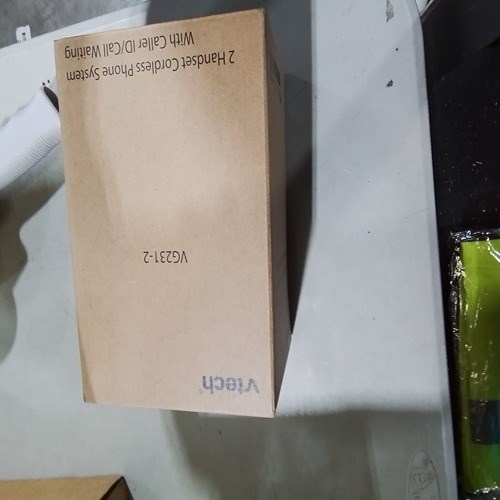 vtech
VG231-2
2 Handset Cordless Phone System
With Caller ID/Call Waiting